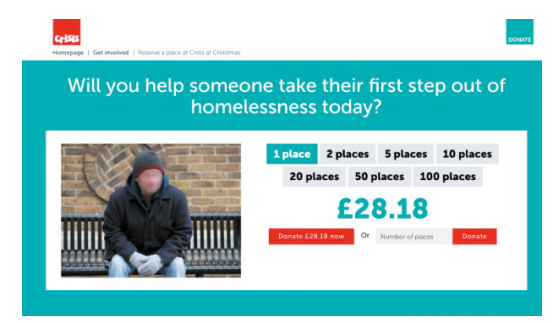 CRISIS
DONATE
Homepage | Get involved | Reserve a place at Crisis at Christmas
Will you help someone take their first step out of
homelessness today?
1 place 2 places 5 places 10 places
20 places 50 places 100 places
£28.18
Donate £28.18 now Or Number of places Donate